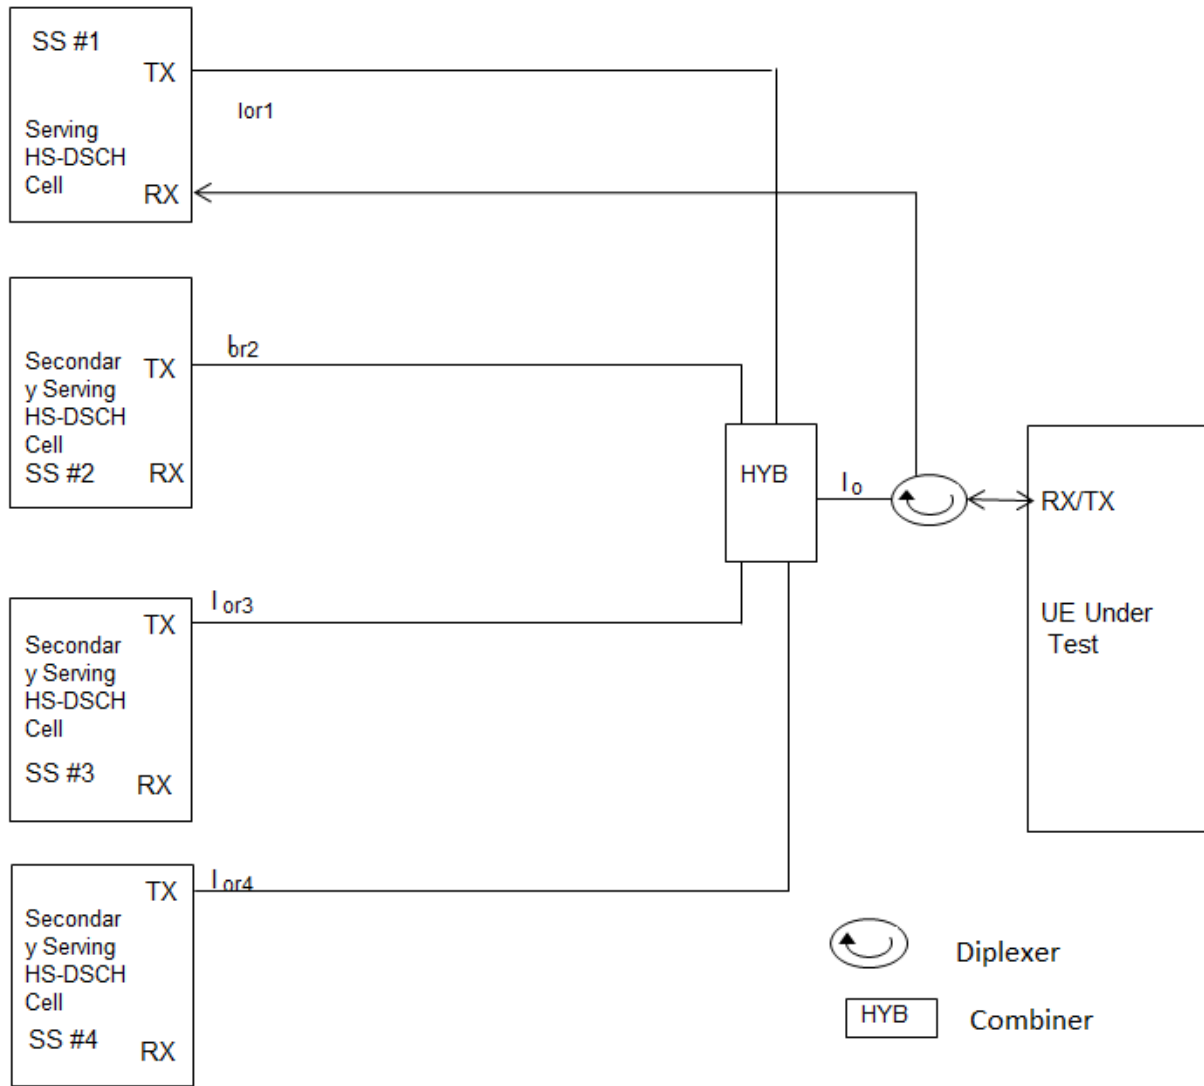 SS #1
TX
Ior1
Serving
HS-DSCH
Cell
RX
Secondar
y Serving
HS-DSCH
Cell
SS #2
TX
Ior2
RX
HYB
Io
RX/TX
UE Under
Test
TX
Ior3
Secondar
y Serving
HS-DSCH
Cell
SS #3
RX
TX
Ior4
Secondar
y Serving
HS-DSCH
Cell
SS #4
RX
Diplexer
HYB
Combiner